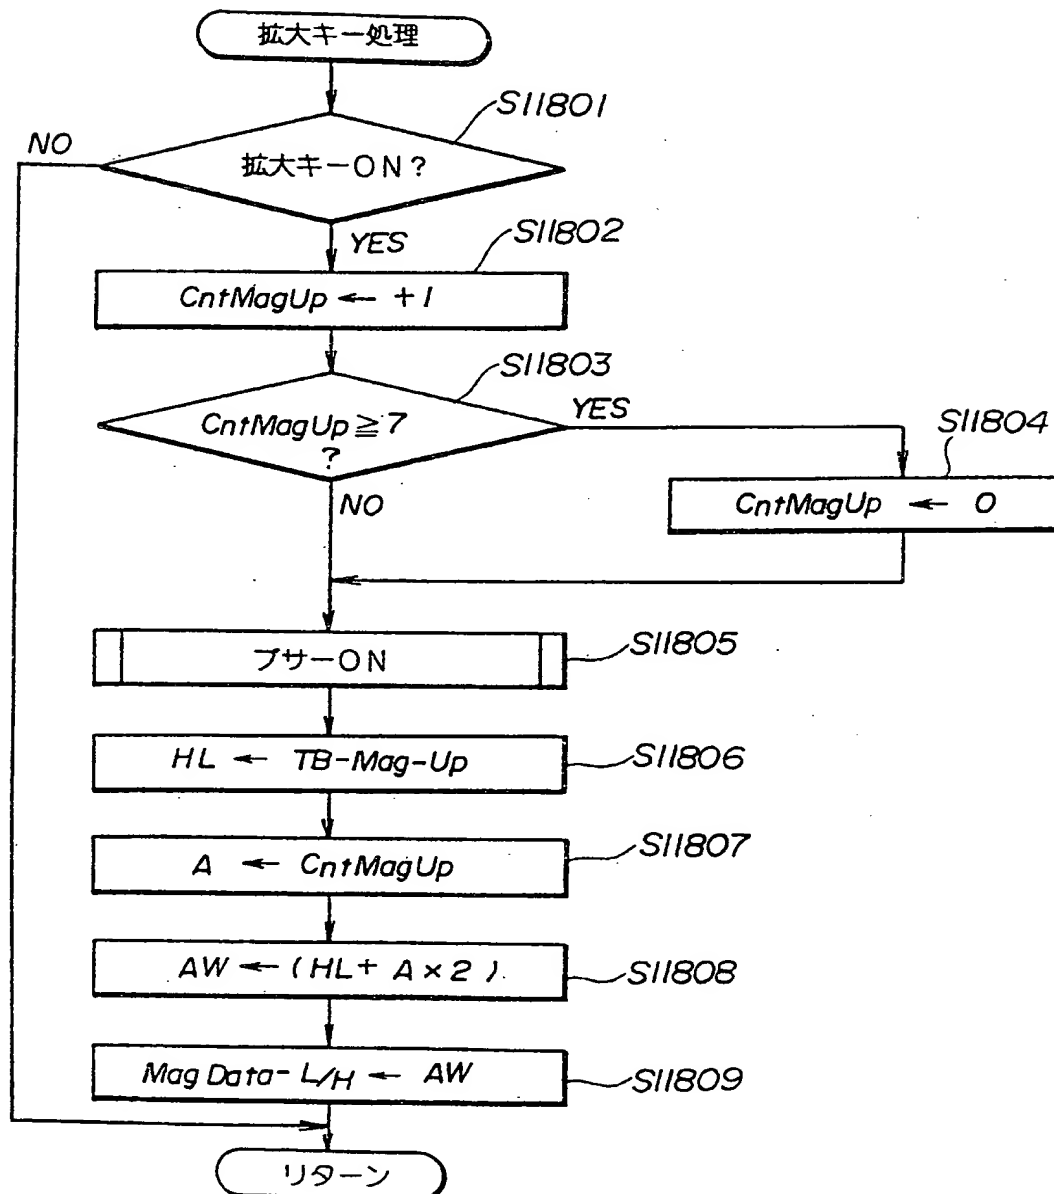 拡大キー処理
S11801
NO
拡大キーON?
YES
S11802
CntMagUp ← +1
S11803
CntMagUp≧7
?
YES
NO
S11804
CntMagUp ← 0
ブザーON
S11805
HL ← TB-Mag-Up
S11806
A ← CntMagUp
S11807
AW ← (HL+A×2)
S11808
Mag Data-L/H ← AW
S11809
リターン